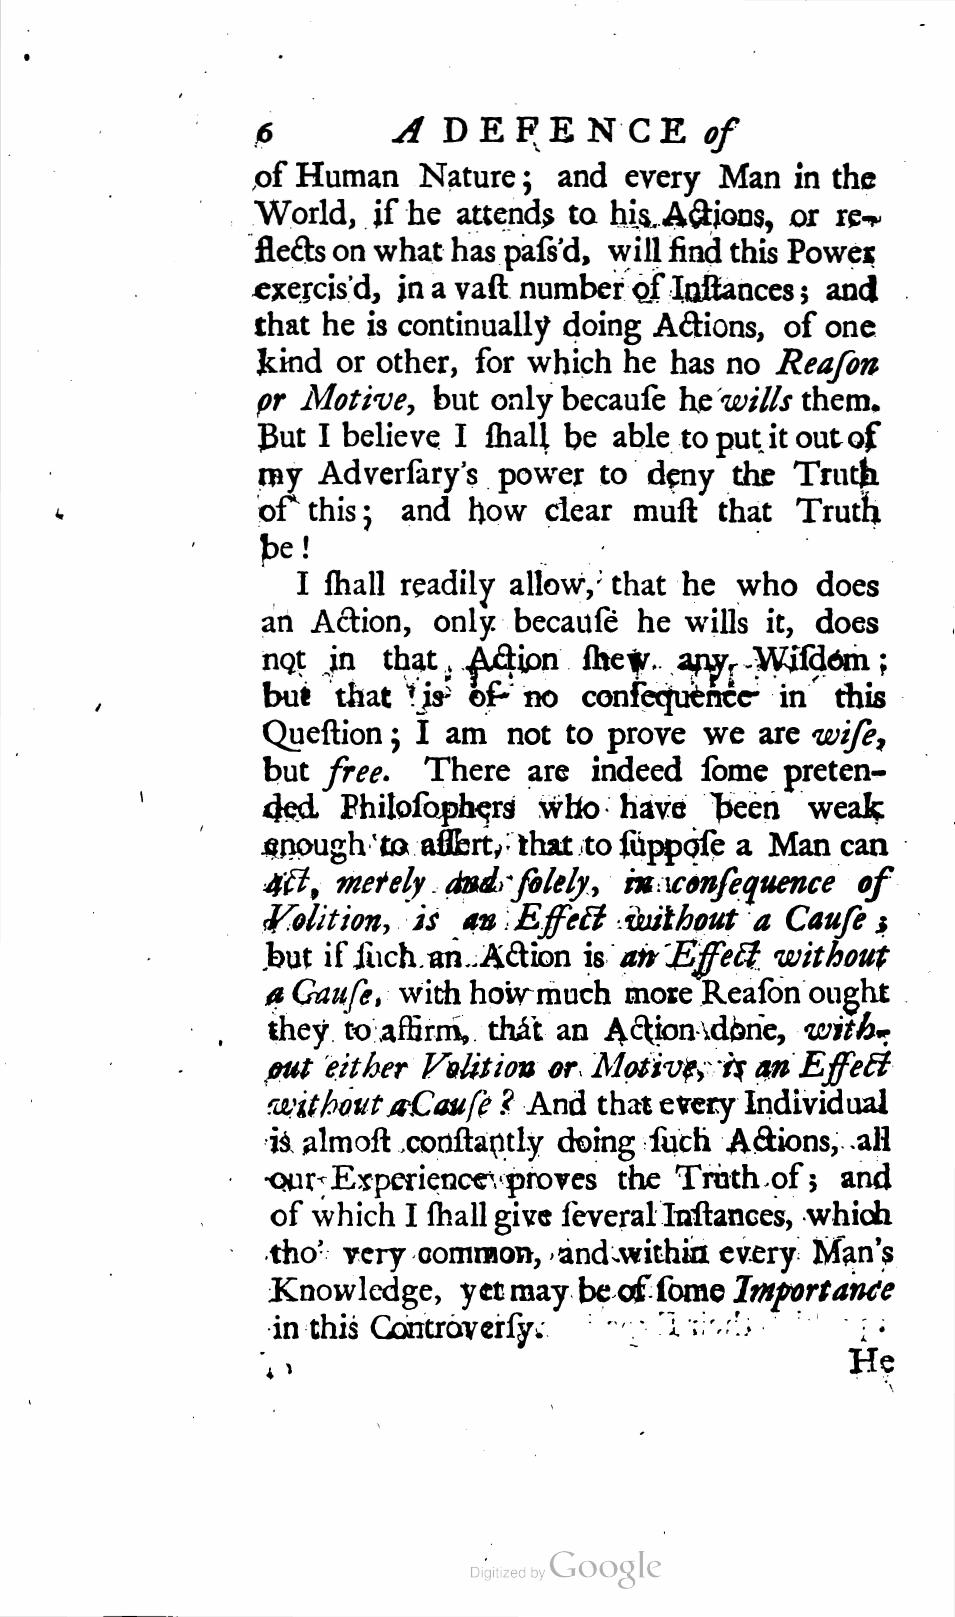 6 A DEFENCE of
of Human Nature; and every Man in the
World, if he attends to his Actions, or re-
flects on what has paſs'd, will find this Power
exercis'd, in a vaſt number of Inſtances; and
that he is continually doing Actions, of one
kind or other, for which he has no Reaſon
or Motive, but only becauſe he wills them.
But I believe I ſhall be able to put it out of
my Adverſary's power to deny the Truth
of this; and how clear muſt that Truth
be!
I ſhall readily allow, that he who does
an Action, only becauſe he wills it, does
not in that Action ſhew any Wiſdom;
but that is of no conſequence in this
Queſtion; I am not to prove we are wiſe,
but free. There are indeed ſome preten-
ded Philoſophers who have been weak
enough to aſſert, that to ſuppoſe a Man can
act, merely and ſolely, in conſequence of
Volition, is an Effect without a Cauſe;
but if ſuch an Action is an Effect without
a Cauſe, with how much more Reaſon ought
they to affirm, that an Action done, with-
out either Volition or Motive, is an Effect
without a Cauſe? And that every Individual
is almoſt conſtantly doing ſuch Actions, all
our Experience proves the Truth of; and
of which I ſhall give ſeveral Inſtances, which
tho' very common, and within every Man's
Knowledge, yet may be of ſome Importance
in this Controverſy.
He
Digitized by Google